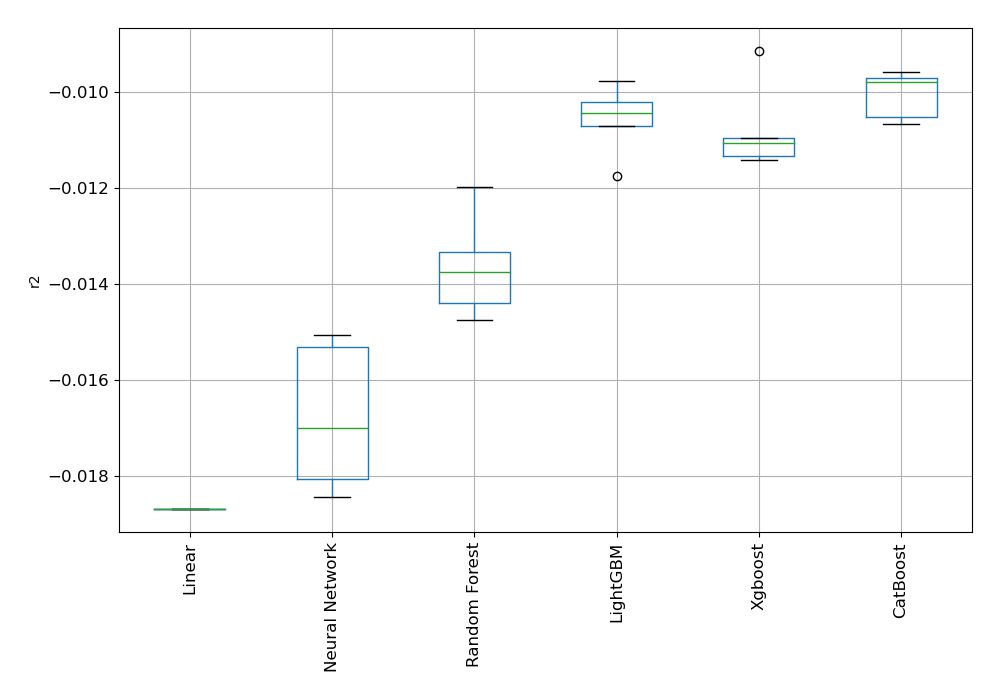 −0.010
−0.012
−0.014
−0.016
−0.018
r2
Linear
Neural Network
Random Forest
LightGBM
Xgboost
CatBoost